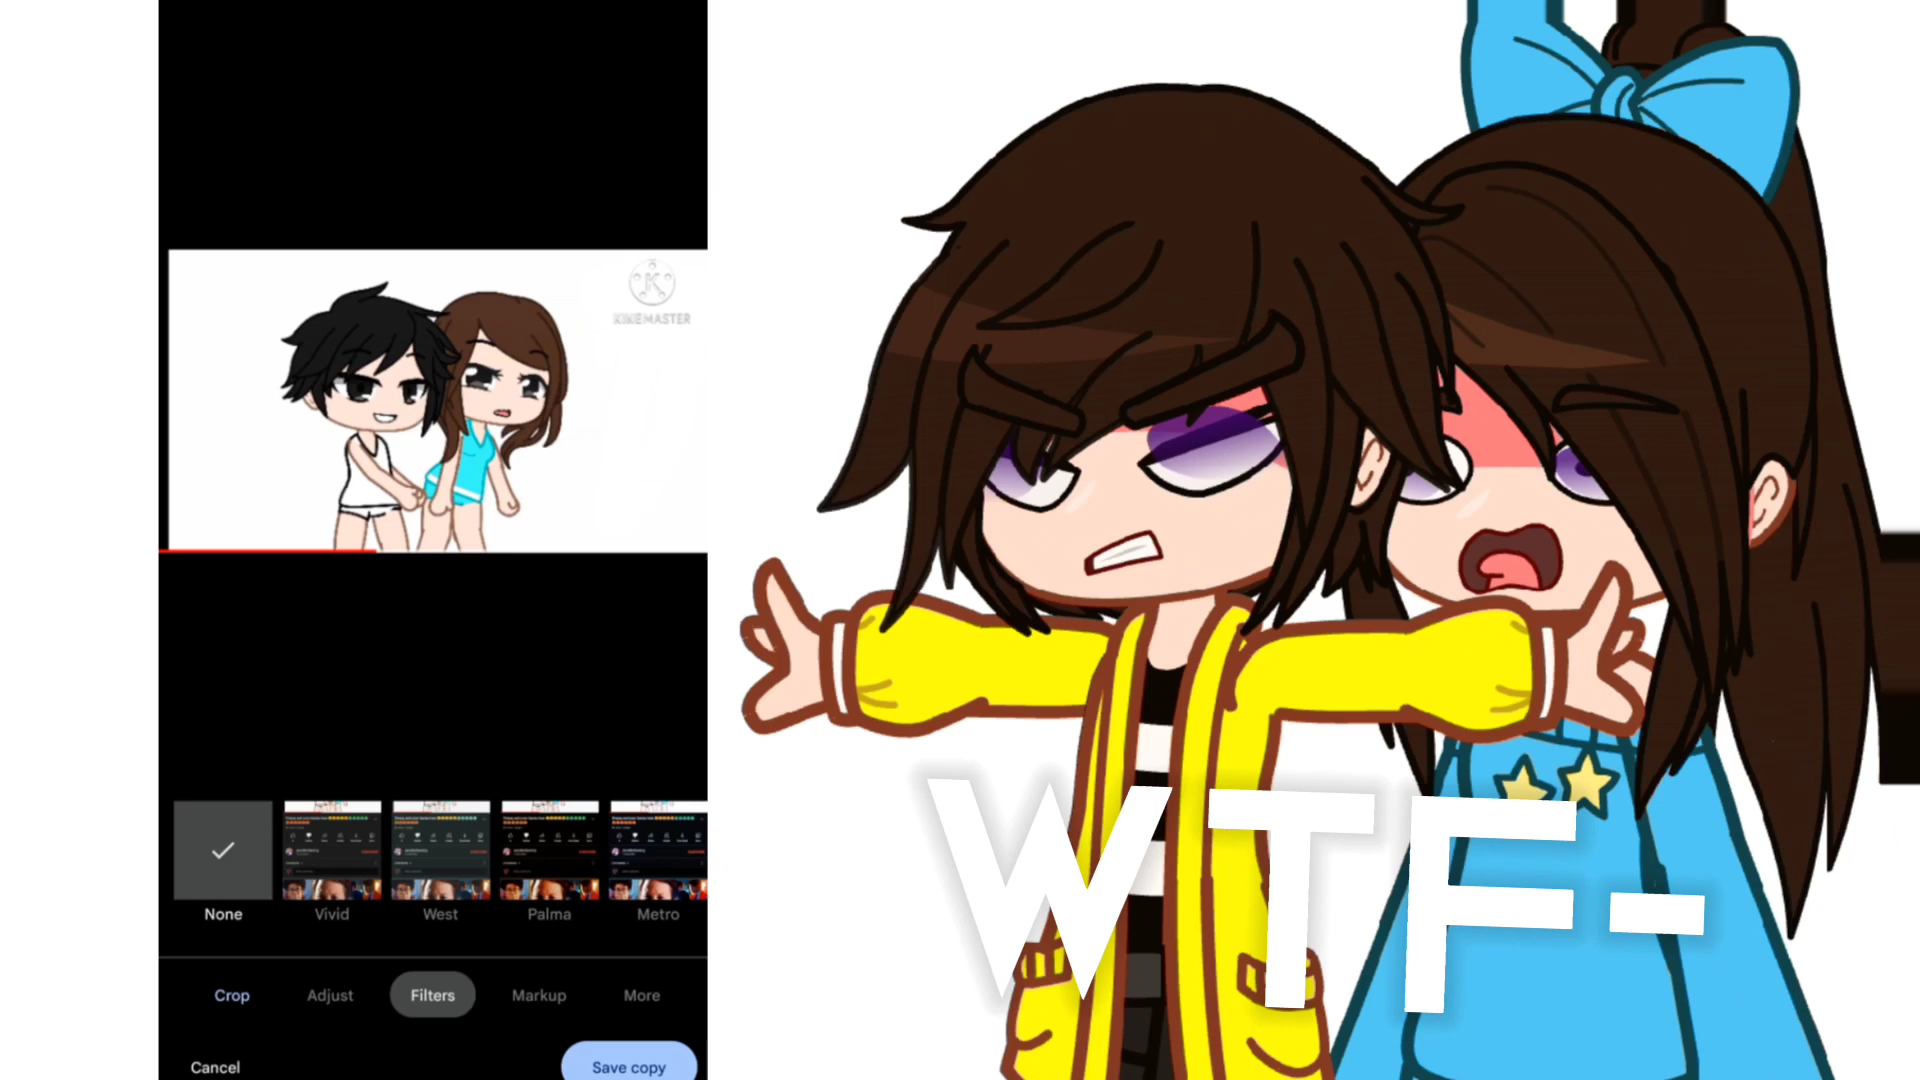 K
KINEMASTER
None
Vivid
West
Palma
Metro
Crop
Adjust
Filters
Markup
More
Cancel
Save copy
WTF-